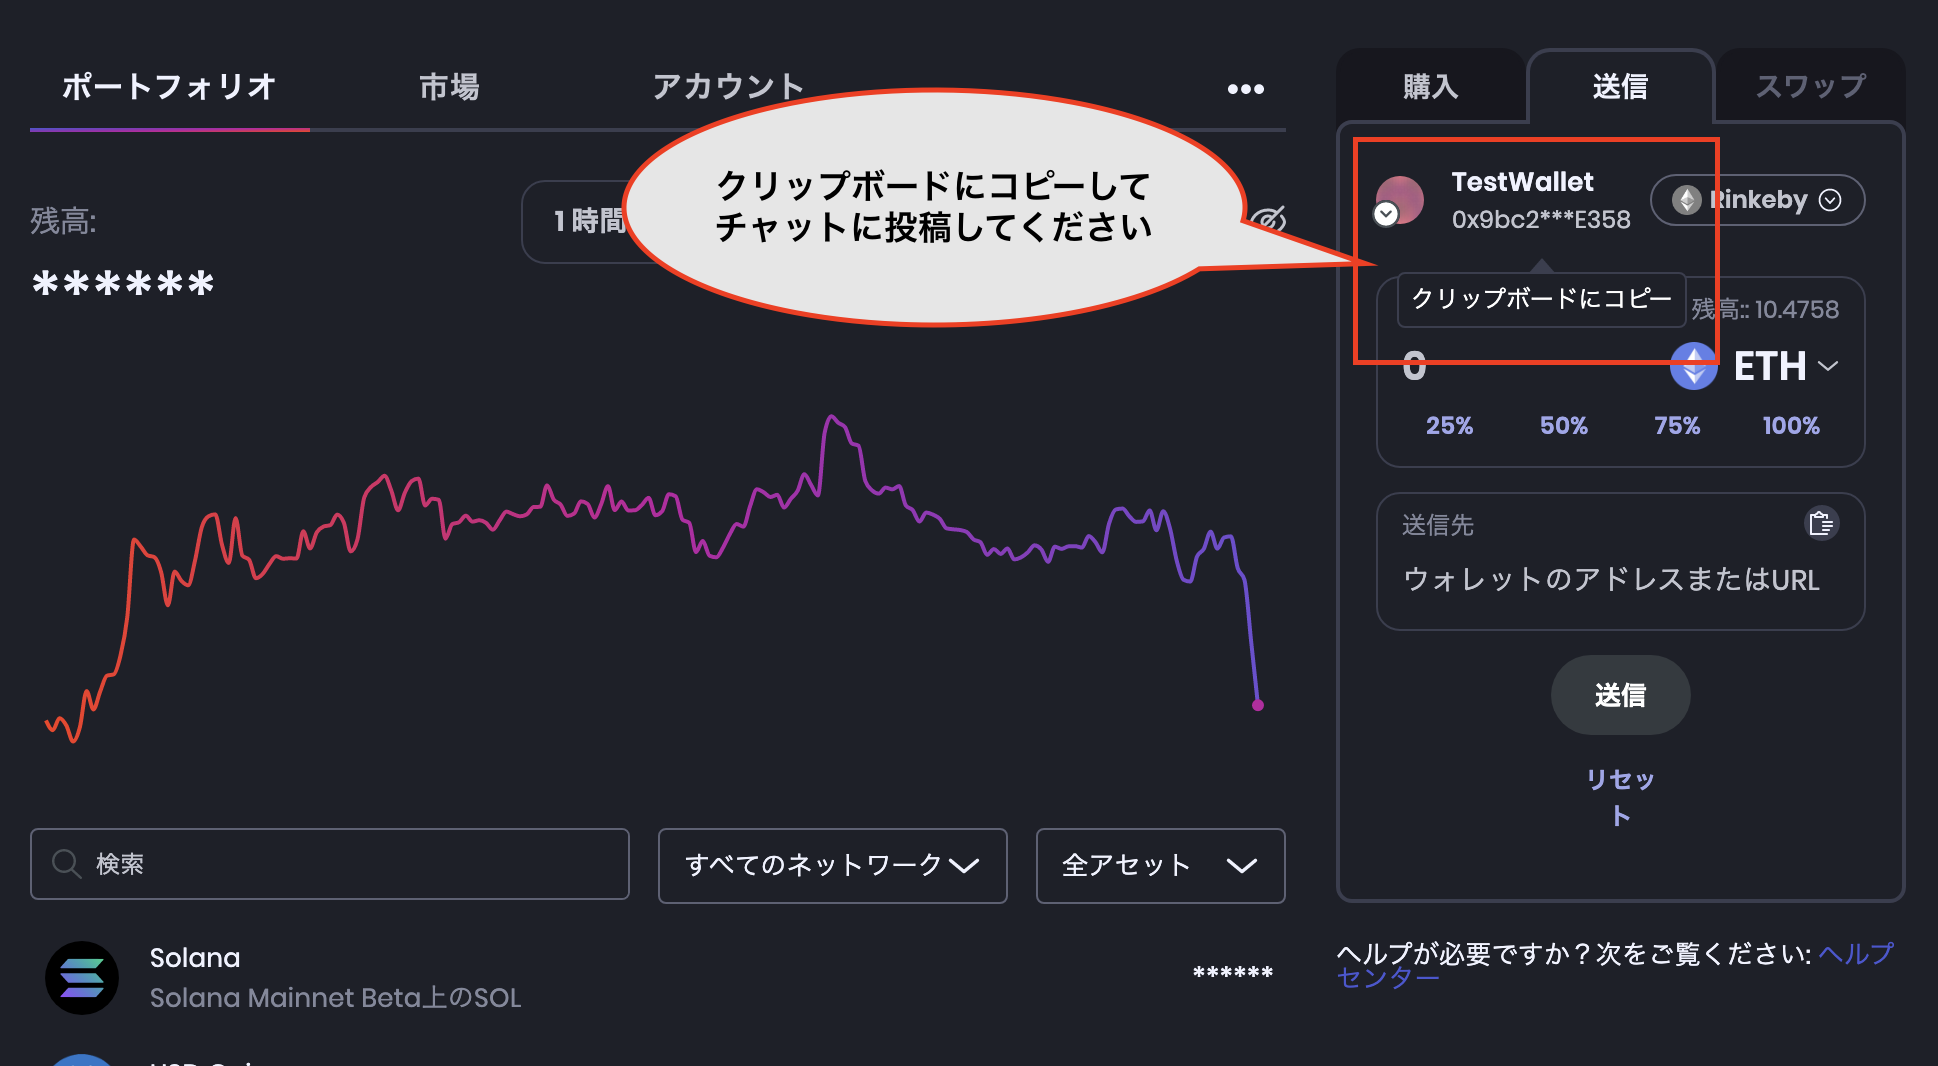 ポートフォリオ
市場
アカウント
•••
残高:
1時間
******
クリップボードにコピーして
チャットに投稿してください
購入
送信
スワップ
TestWallet
0x9bc2***E358
Rinkeby
クリップボードにコピー
残高:: 10.4758
0
ETH
25%
50%
75%
100%
送信先
ウォレットのアドレスまたはURL
送信
リセッ
ト
検索
すべてのネットワーク
全アセット
Solana
Solana Mainnet Beta上のSOL
******
ヘルプが必要ですか？次をご覧ください: ヘルプ
センター